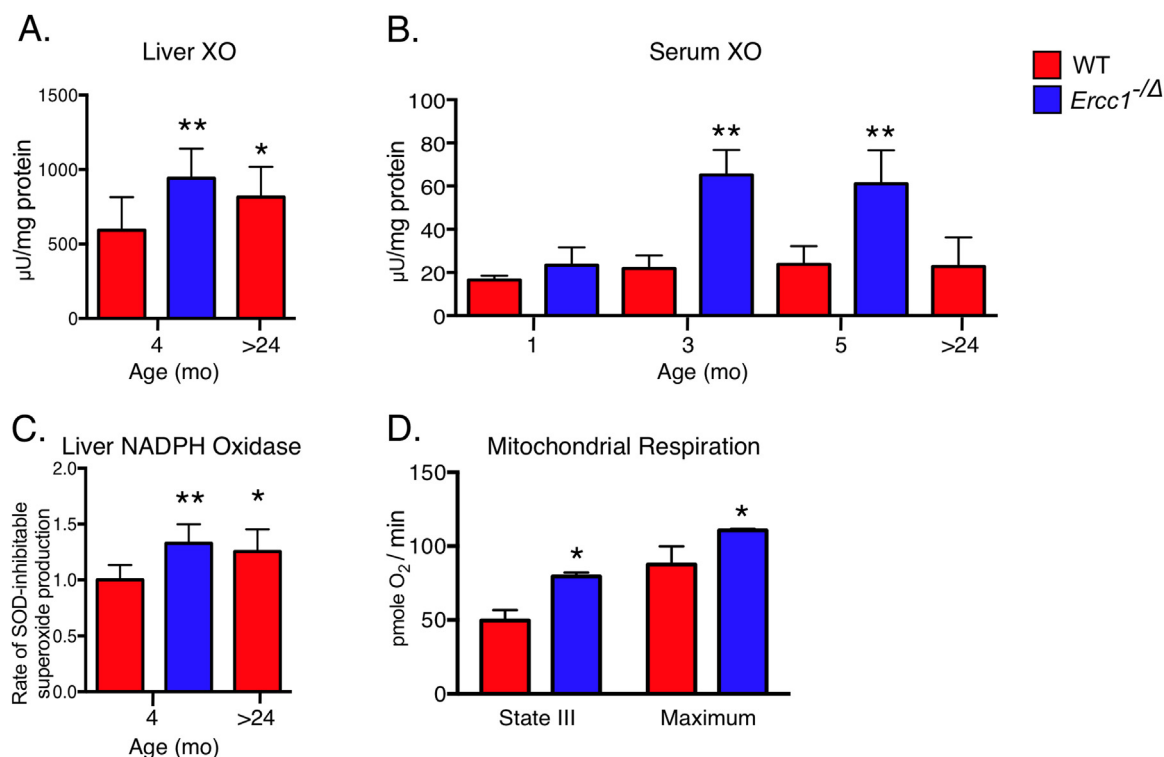 A.
Liver XO
1500
1000
500
0
µU/mg protein
**
*
4
>24
Age (mo)
B.
Serum XO
100
80
60
40
20
0
µU/mg protein
**
**
1
3
5
>24
Age (mo)
WT
Ercc1⁻/Δ
C.
Liver NADPH Oxidase
2.0
1.5
1.0
0.5
0.0
Rate of SOD-inhibitable
superoxide production
**
*
4
>24
Age (mo)
D.
Mitochondrial Respiration
150
100
50
0
pmole O₂ / min
*
*
State III
Maximum